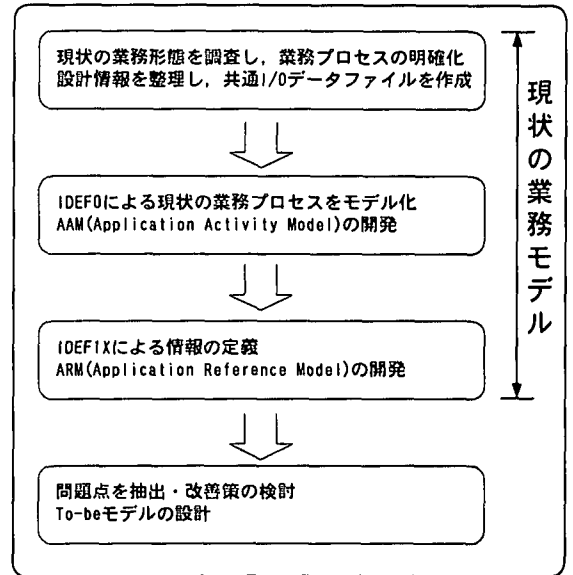 現状の業務形態を調査し，業務プロセスの明確化
設計情報を整理し，共通I/Oデータファイルを作成
IDEF0による現状の業務プロセスをモデル化
AAM(Application Activity Model)の開発
IDEF1Xによる情報の定義
ARM(Application Reference Model)の開発
問題点を抽出・改善策の検討
To-beモデルの設計
現状の業務モデル